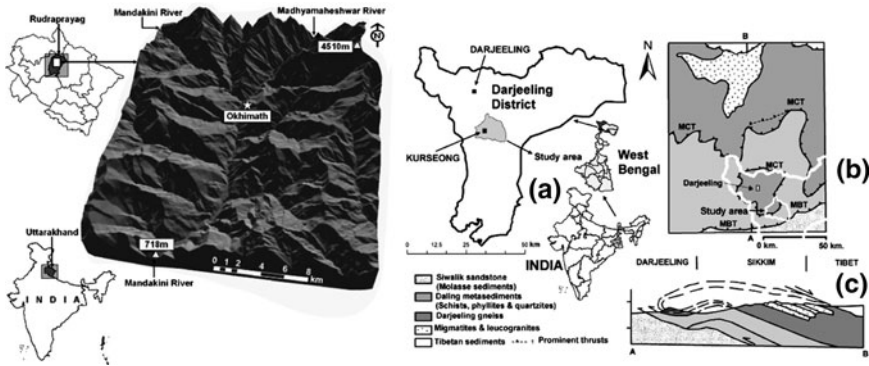 Mandakini River
Madhyamaheshwar River
Rudraprayag
4510m
N
Okhimath
Uttarakhand
718m
Mandakini River
0 1 2 4 6 8
km
INDIA
DARJEELING
Darjeeling
District
KURSEONG
Study area
(a)
West
Bengal
0 12.5 25 50 km
INDIA
Siwalik sandstone
(Molasse sediments)
Daling metasediments
(Schists, phyllites & quartzites)
Darjeeling gneiss
Migmatites & leucogranites
Tibetan sediments
Prominent thrusts
N
B
MCT
MCT
MCT
Darjeeling
(b)
Study area
MBT
MBT
A
0 km. 50 km.
DARJEELING SIKKIM TIBET
(c)
A B